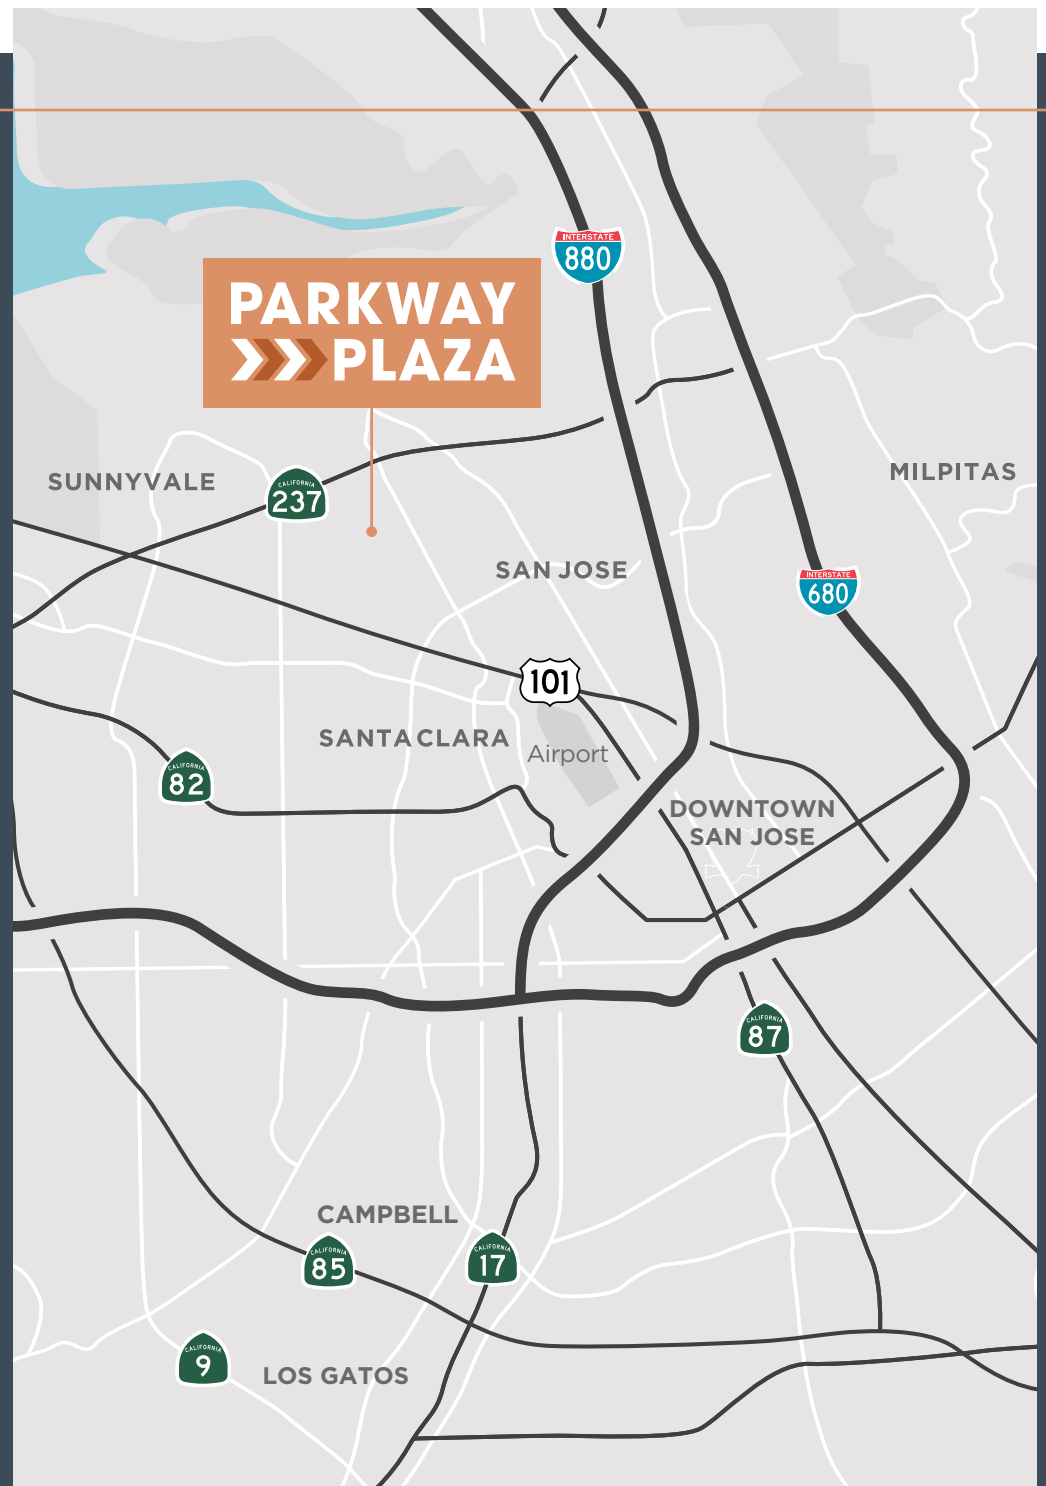 INTERSTATE
880
PARKWAY
PLAZA
SUNNYVALE
CALIFORNIA
237
MILPITAS
SAN JOSE
INTERSTATE
680
101
SANTA CLARA
Airport
CALIFORNIA
82
DOWNTOWN
SAN JOSE
CALIFORNIA
87
CAMPBELL
CALIFORNIA
85
CALIFORNIA
17
CALIFORNIA
9
LOS GATOS